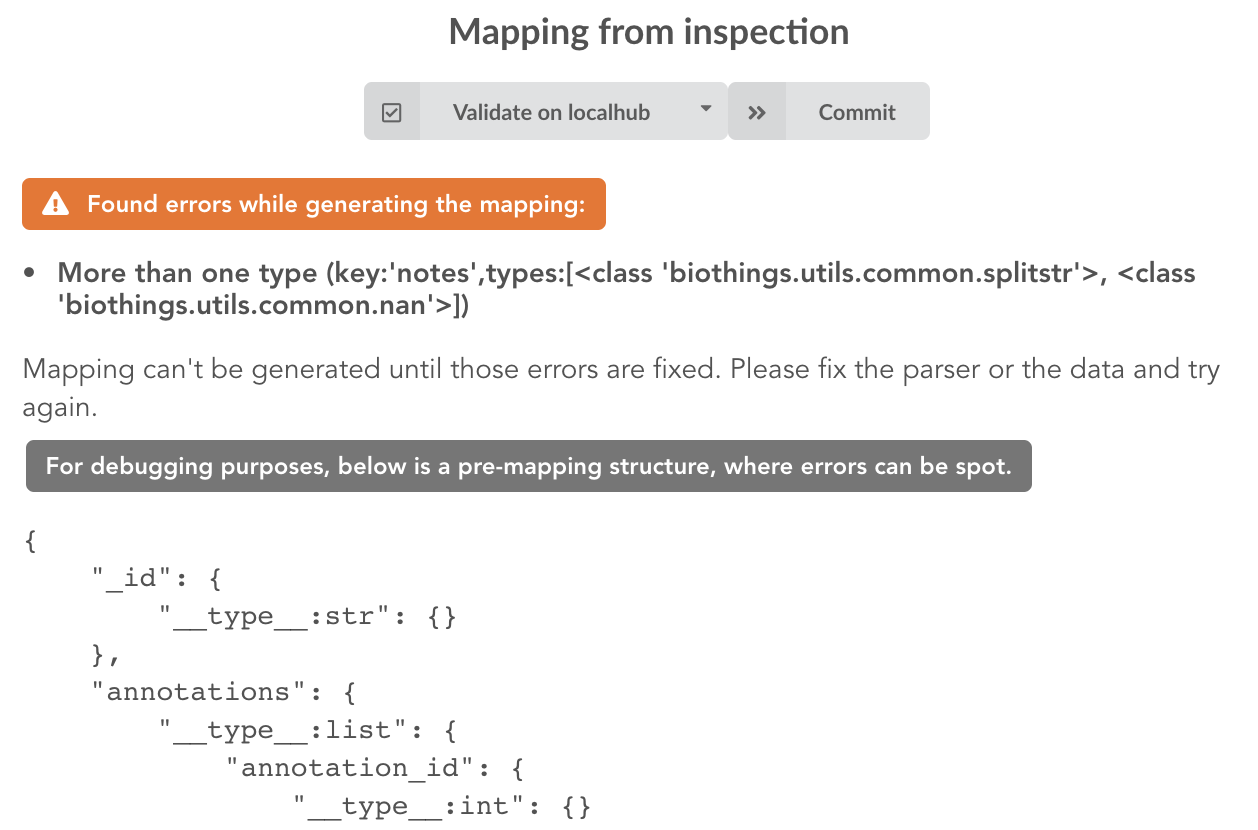 Mapping from inspection
Validate on localhub
Commit
Found errors while generating the mapping:
• More than one type (key:'notes',types:[<class 'biothings.utils.common.splitstr'>, <class
'biothings.utils.common.nan'>])
Mapping can't be generated until those errors are fixed. Please fix the parser or the data and try
again.
For debugging purposes, below is a pre-mapping structure, where errors can be spot.
{
    "_id": {
        "__type__:str": {}
    },
    "annotations": {
        "__type__:list": {
            "annotation_id": {
                "__type__:int": {}